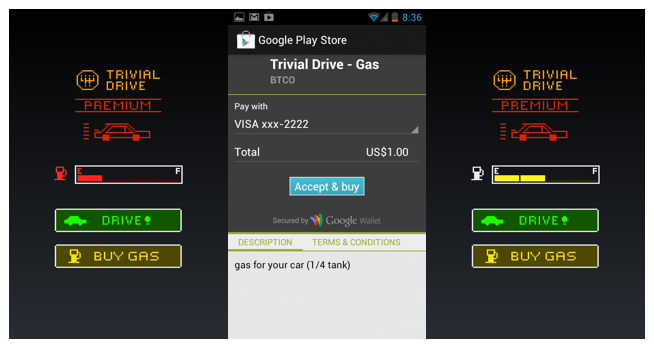 TRIVIAL
DRIVE
PREMIUM
E F
DRIVE!
BUY GAS
8:36
Google Play Store
Trivial Drive - Gas
BTCO
Pay with
VISA xxx-2222
Total US$1.00
Accept & buy
Secured by Google Wallet
DESCRIPTION TERMS & CONDITIONS
gas for your car (1/4 tank)
TRIVIAL
DRIVE
PREMIUM
E F
DRIVE!
BUY GAS